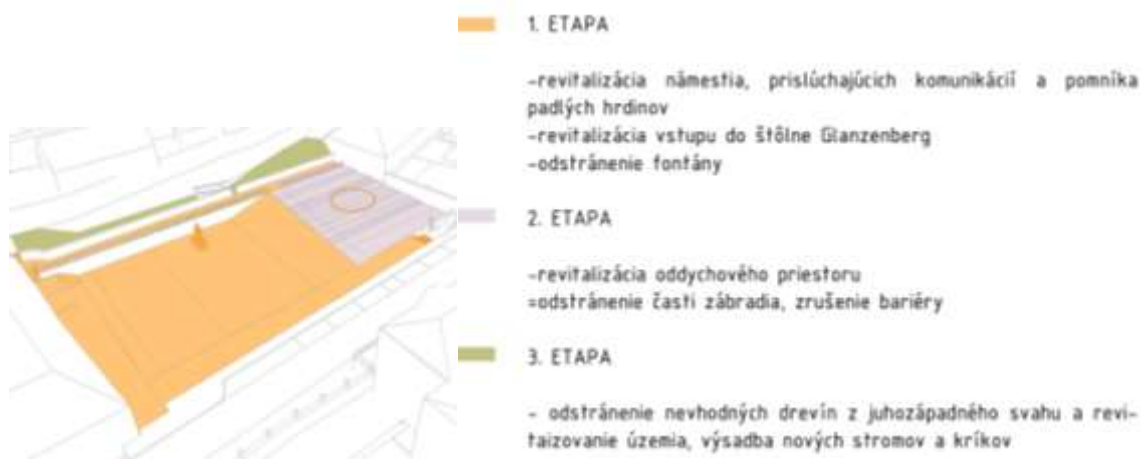 1. ETAPA
-revitalizácia námestia, prislúchajúcich komunikácií a pomníka
padlých hrdinov
-revitalizácia vstupu do štôlne Glanzenberg
-odstránenie fontány
2. ETAPA
-revitalizácia oddychového priestoru
=odstránenie časti zábradia, zrušenie bariéry
3. ETAPA
- odstránenie nevhodných drevín z juhozápadného svahu a revi-
taizovanie územia, výsadba nových stromov a kríkov